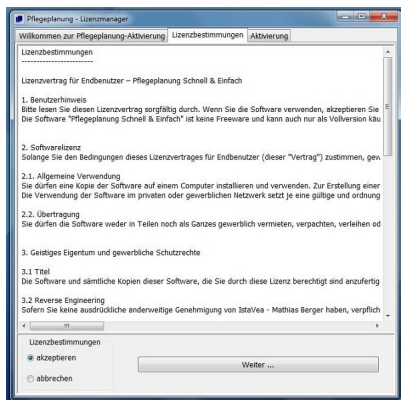 Pflegeplanung - Lizenzmanager
Willkommen zur Pflegeplanung-Aktivierung Lizenzbestimmungen Aktivierung
Lizenzbestimmungen
------------------------
Lizenzvertrag für Endbenutzer – Pflegeplanung Schnell & Einfach
1. Benutzerhinweis
Bitte lesen Sie diesen Lizenzvertrag sorgfältig durch. Wenn Sie die Software verwenden, akzeptieren Sie
Die Software "Pflegeplanung Schnell & Einfach" ist keine Freeware und kann auch nur als Vollversion käu
2. Softwarelizenz
Solange Sie den Bedingungen dieses Lizenzvertrages für Endbenutzer (dieser "Vertrag") zustimmen, gew
2.1. Allgemeine Verwendung
Sie dürfen eine Kopie der Software auf einem Computer installieren und verwenden. Zur Erstellung einer
Die Verwendung der Software im privaten oder gewerblichen Netzwerk setzt je eine gültige und ordnung
2.2. Übertragung
Sie dürfen die Software weder in Teilen noch als Ganzes gewerblich vermieten, verpachten, verleihen od
3. Geistiges Eigentum und gewerbliche Schutzrechte
3.1 Titel
Die Software und sämtliche Kopien dieser Software, die Sie durch diese Lizenz berechtigt sind anzufertig
3.2 Reverse Engineering
Sofern Sie keine ausdrückliche anderweitige Genehmigung von IstaVea - Mathias Berger haben, verpflich
Lizenzbestimmungen
akzeptieren
Weiter ...
abbrechen